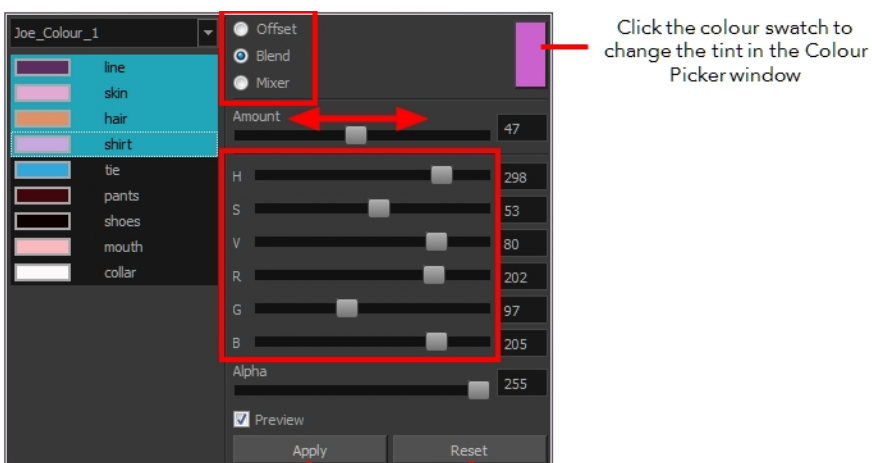 Joe_Colour_1
line
skin
hair
shirt
tie
pants
shoes
mouth
collar
Offset
Blend
Mixer
Amount
47
H
298
S
53
V
80
R
202
G
97
B
205
Alpha
255
Preview
Apply
Reset
Click the colour swatch to
change the tint in the Colour
Picker window